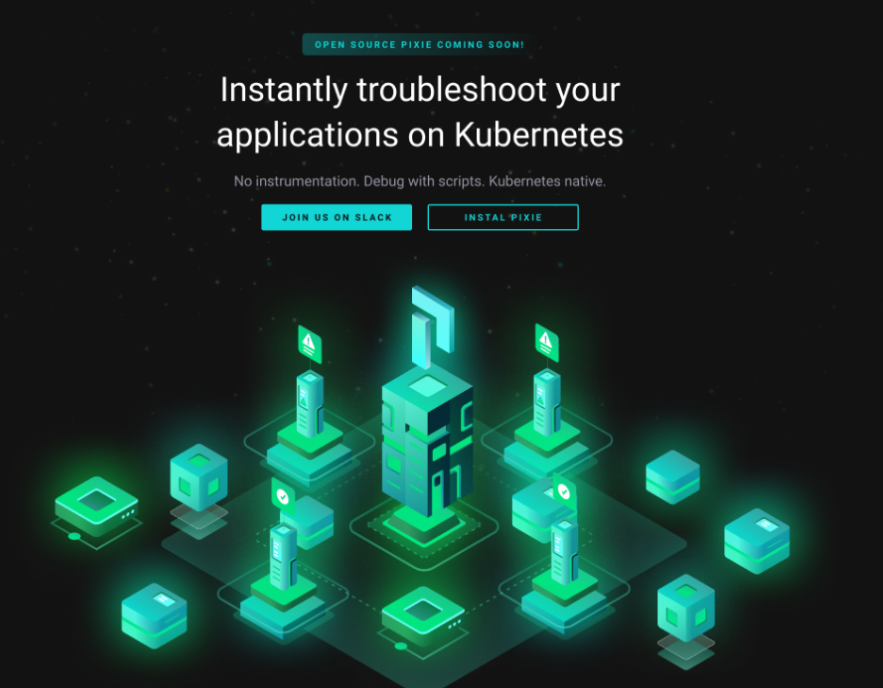 OPEN SOURCE PIXIE COMING SOON!
Instantly troubleshoot your
applications on Kubernetes
No instrumentation. Debug with scripts. Kubernetes native.
JOIN US ON SLACK
INSTAL PIXIE